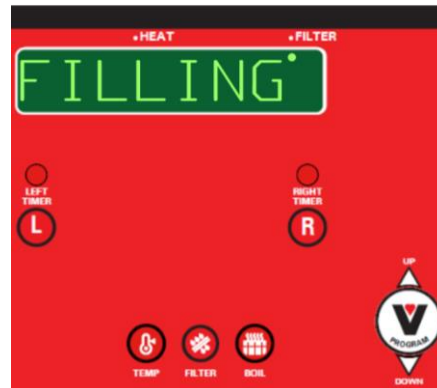 •HEAT •FILTER
FILLING
LEFT TIMER
RIGHT TIMER
L
R
UP
V
PROGRAM
DOWN
TEMP
FILTER
BOIL